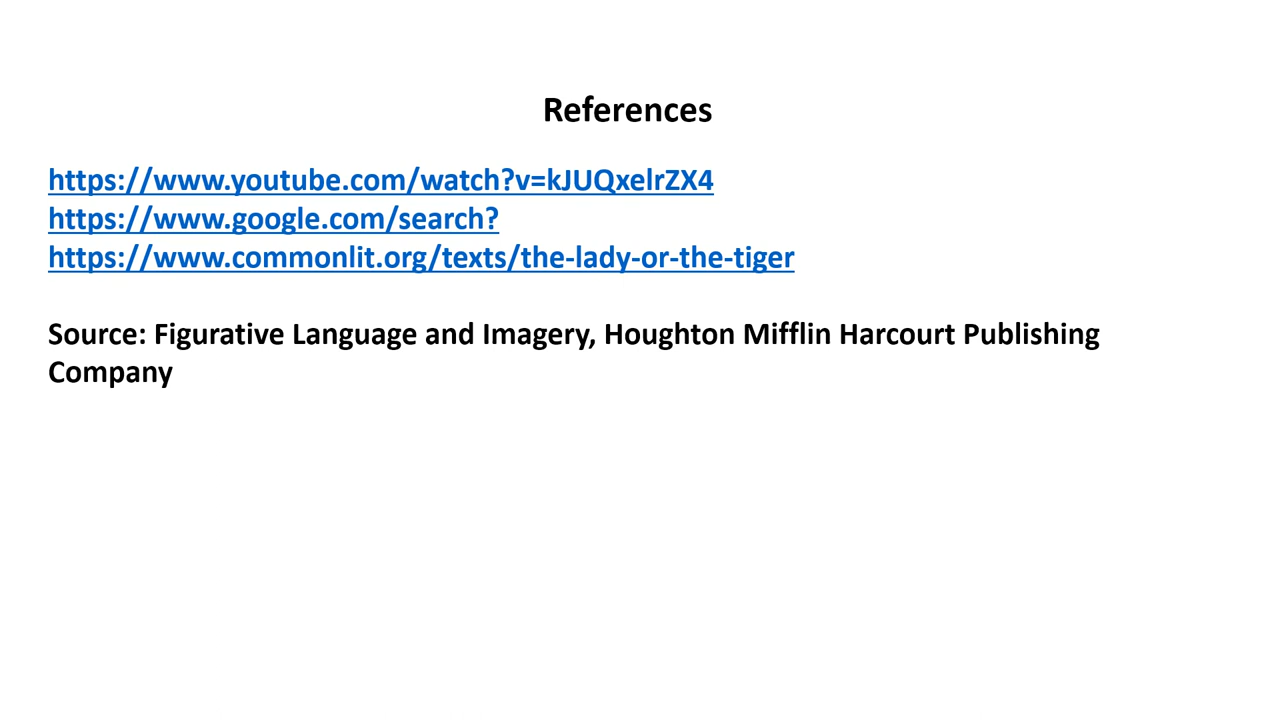 References
https://www.youtube.com/watch?v=kJUQxelrZX4
https://www.google.com/search?
https://www.commonlit.org/texts/the-lady-or-the-tiger
Source: Figurative Language and Imagery, Houghton Mifflin Harcourt Publishing
Company